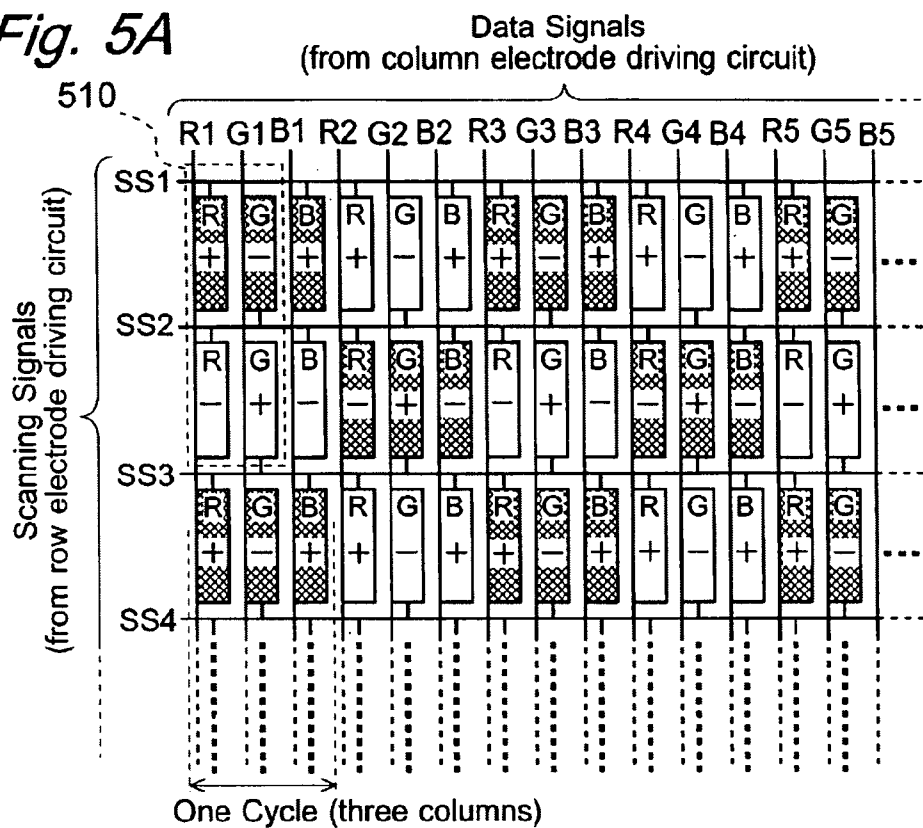 Fig. 5A
Data Signals
(from column electrode driving circuit)
510
R1 G1 B1 R2 G2 B2 R3 G3 B3 R4 G4 B4 R5 G5 B5
Scanning Signals
(from row electrode driving circuit)
SS1
R G B R G B R G B R G B R G
+ − + + − + + − + + − + + − ...
SS2
R G B R G B R G B R G B R G
− + − − + − − + − − + − − + ...
SS3
R G B R G B R G B R G B R G
+ − + + − + + − + + − + + − ...
SS4
One Cycle (three columns)